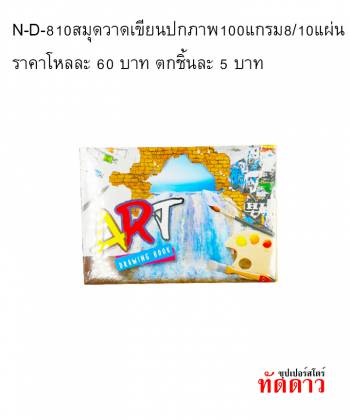 N-D-810สมุดวาดเขียนปกภาพ100แกรม8/10แผ่น
ราคาโหลละ 60 บาท ตกชิ้นละ 5 บาท
ART
DRAWING BOOK
ซุปเปอร์สโตร์
ทัดดาว